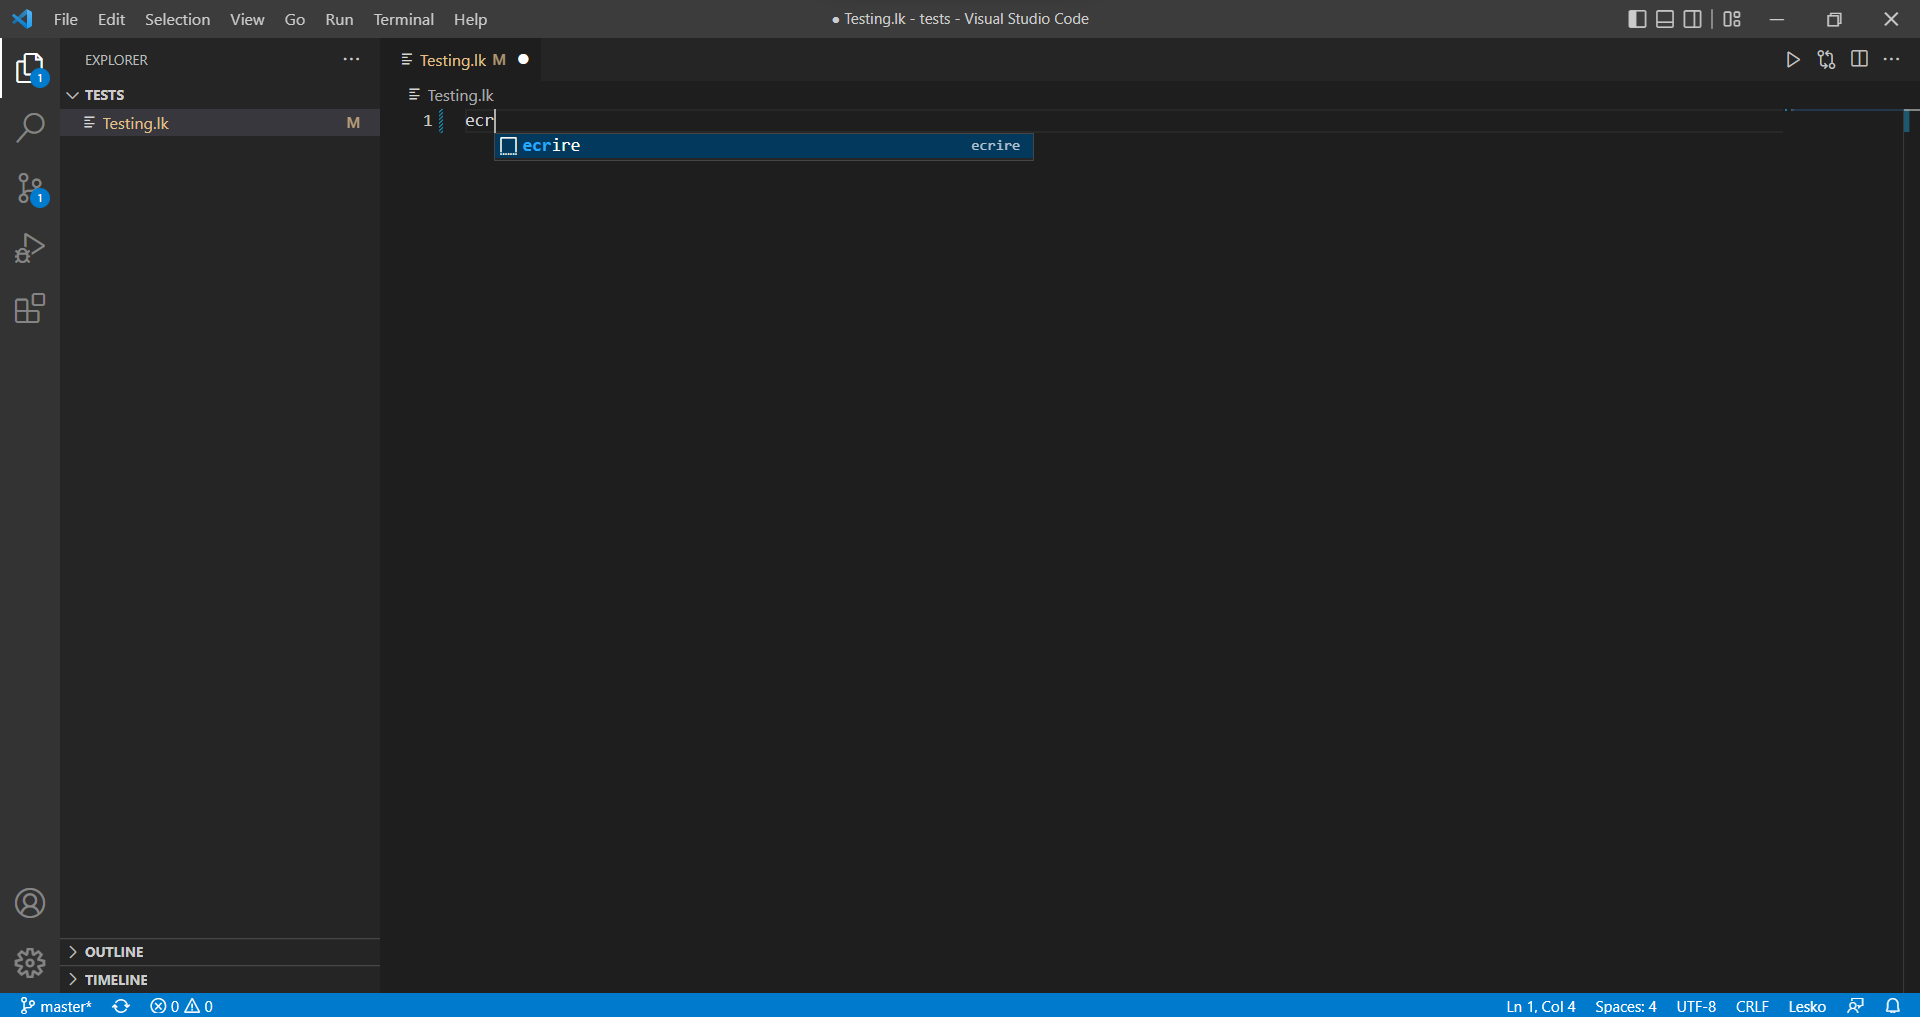 File Edit Selection View Go Run Terminal Help
● Testing.lk - tests - Visual Studio Code
EXPLORER
Testing.lk M
1
TESTS
Testing.lk
Testing.lk M
1 ecr
ecrire ecrire
1
OUTLINE
TIMELINE
master* 0 0
Ln 1, Col 4 Spaces: 4 UTF-8 CRLF Lesko